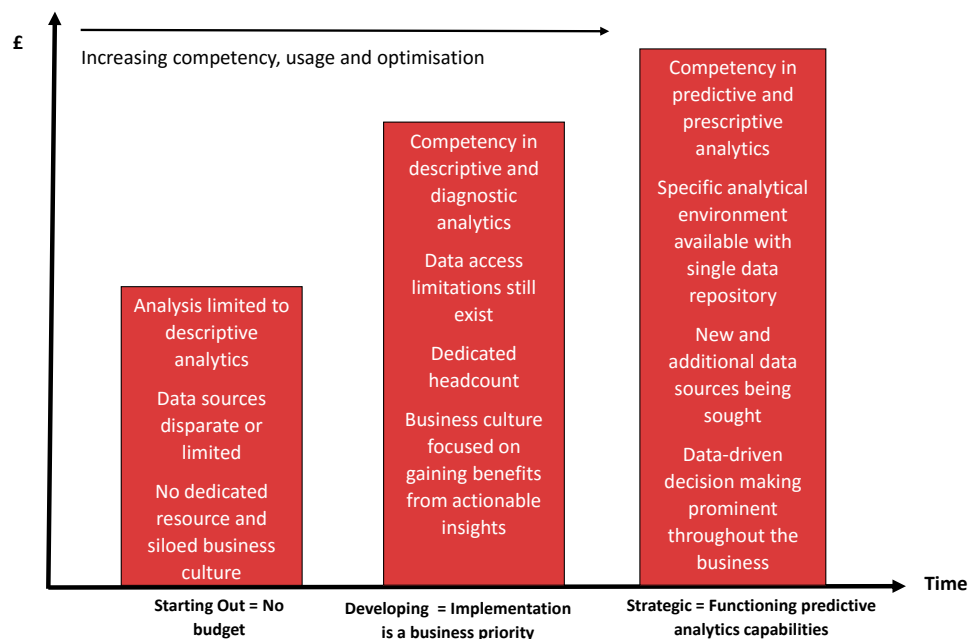 £
Increasing competency, usage and optimisation
Analysis limited to
descriptive
analytics
Data sources
disparate or
limited
No dedicated
resource and
siloed business
culture
Competency in
descriptive and
diagnostic
analytics
Data access
limitations still
exist
Dedicated
headcount
Business culture
focused on
gaining benefits
from actionable
insights
Competency in
predictive and
prescriptive
analytics
Specific analytical
environment
available with
single data
repository
New and
additional data
sources being
sought
Data-driven
decision making
prominent
throughout the
business
Time
Starting Out = No
budget
Developing = Implementation
is a business priority
Strategic = Functioning predictive
analytics capabilities